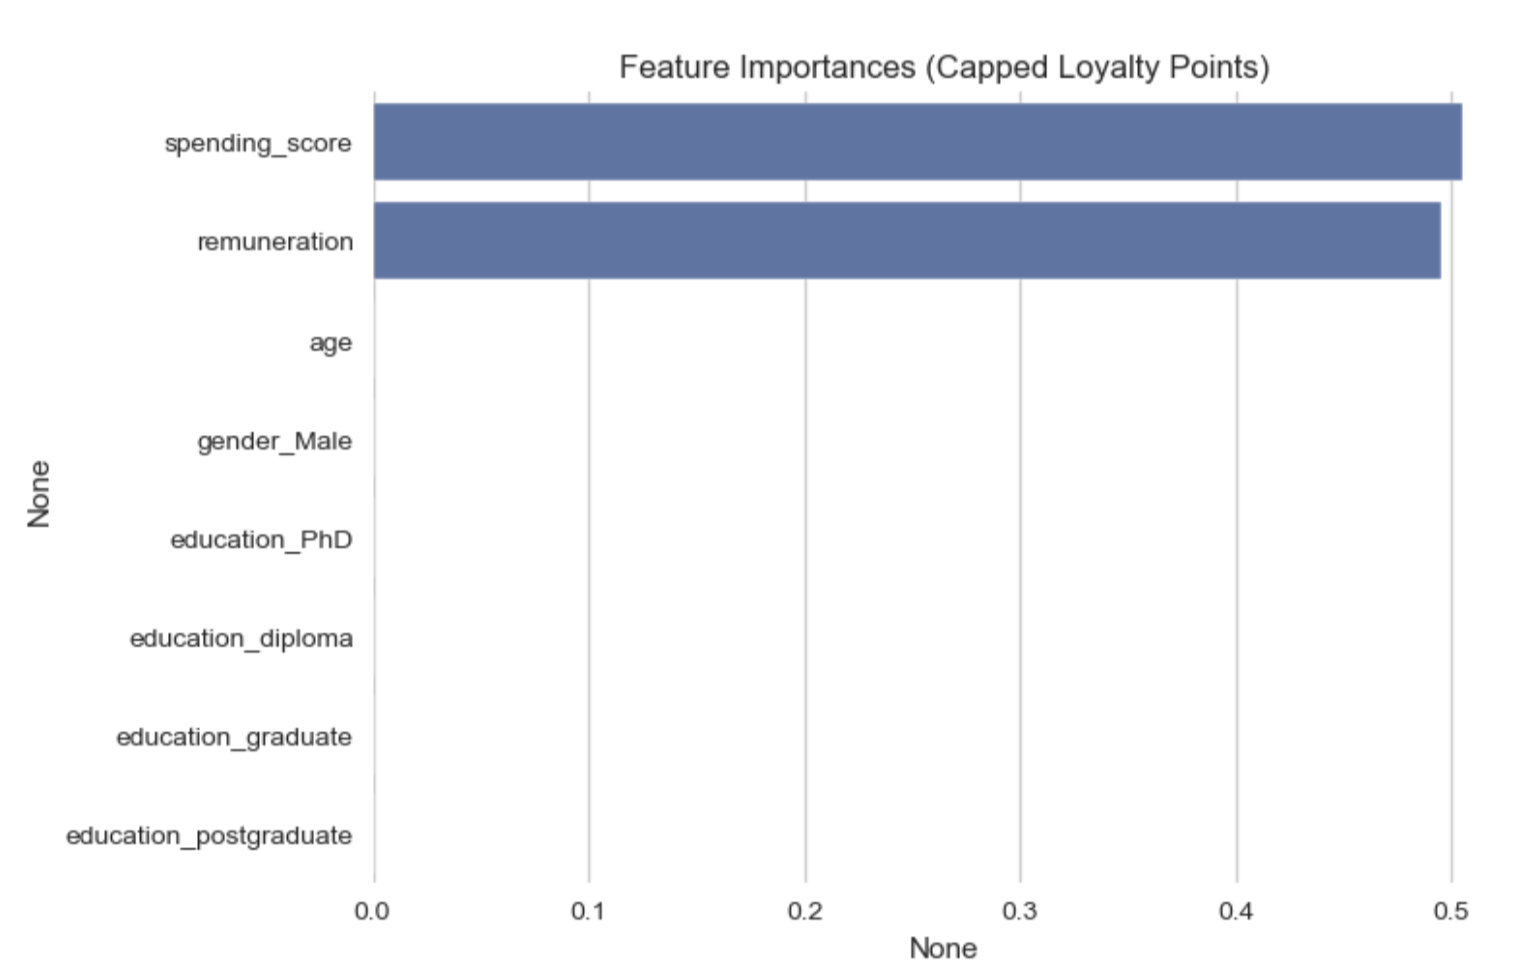 Feature Importances (Capped Loyalty Points)
spending_score
remuneration
age
gender_Male
education_PhD
education_diploma
education_graduate
education_postgraduate
None
0.0 0.1 0.2 0.3 0.4 0.5
None